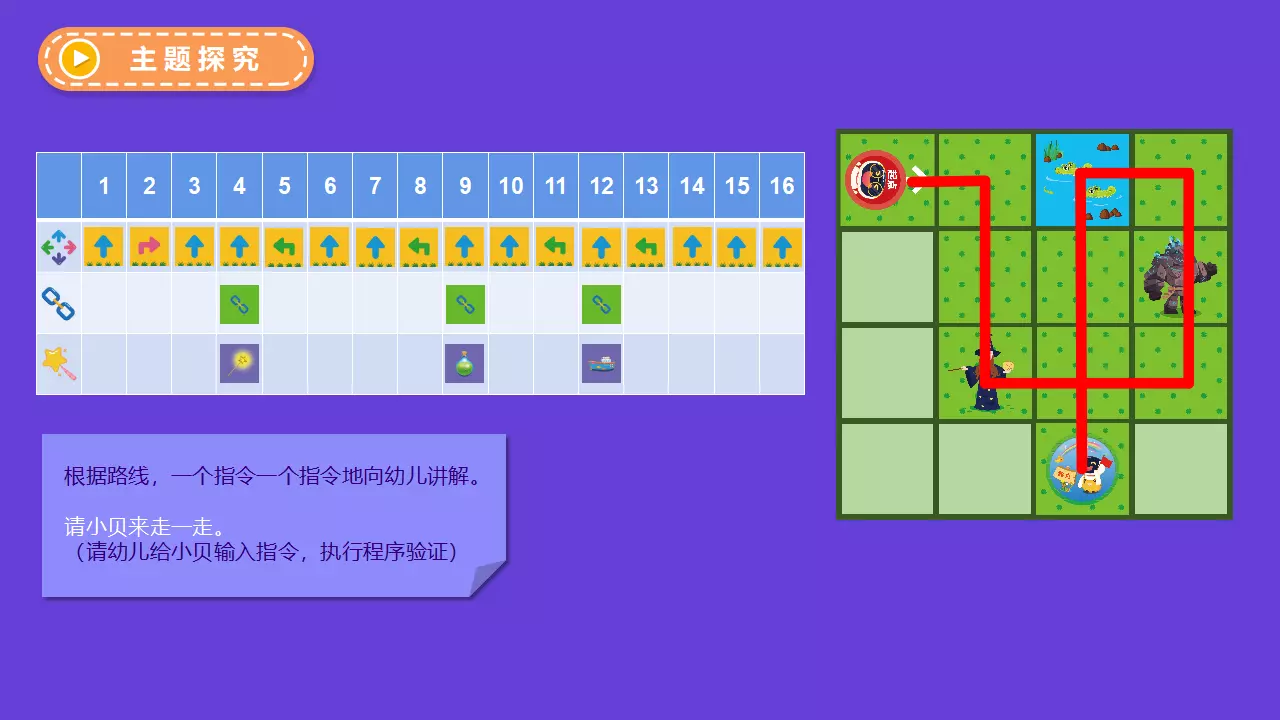 主题探究
1 2 3 4 5 6 7 8 9 10 11 12 13 14 15 16
起点
根据路线，一个指令一个指令地向幼儿讲解。
请小贝来走一走。
（请幼儿给小贝输入指令，执行程序验证）